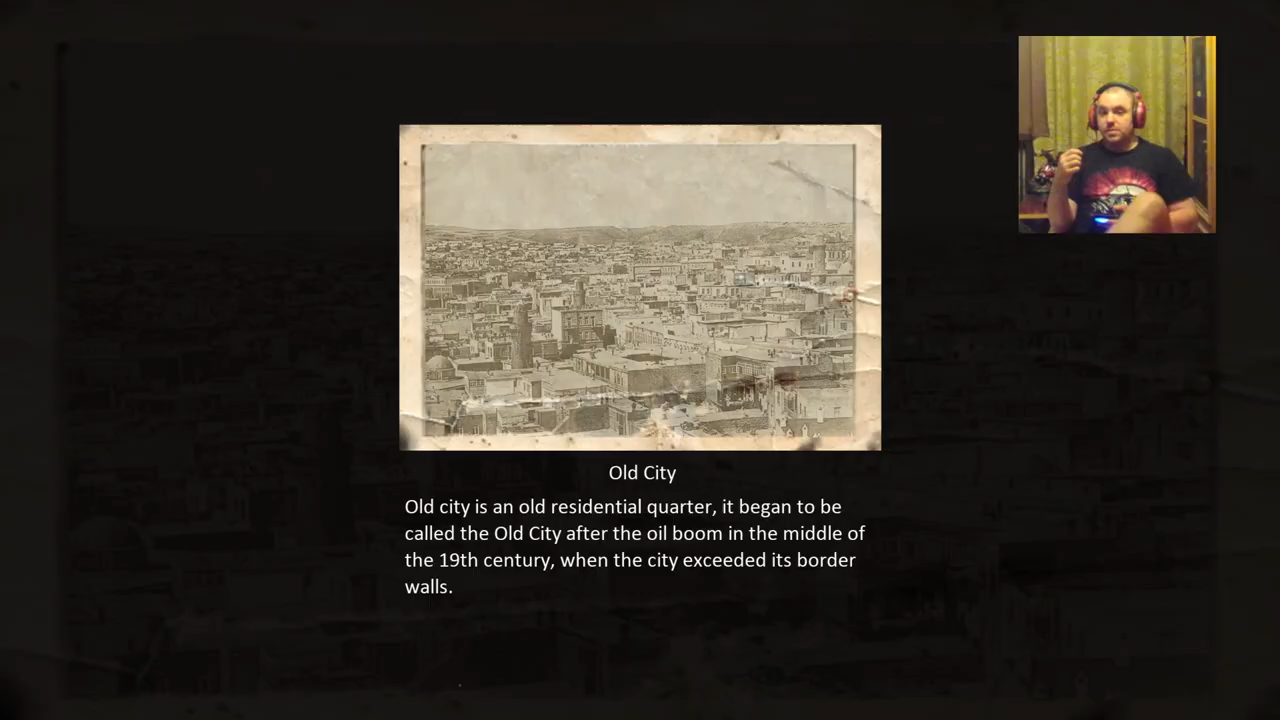 Old City
Old city is an old residential quarter, it began to be
called the Old City after the oil boom in the middle of
the 19th century, when the city exceeded its border
walls.